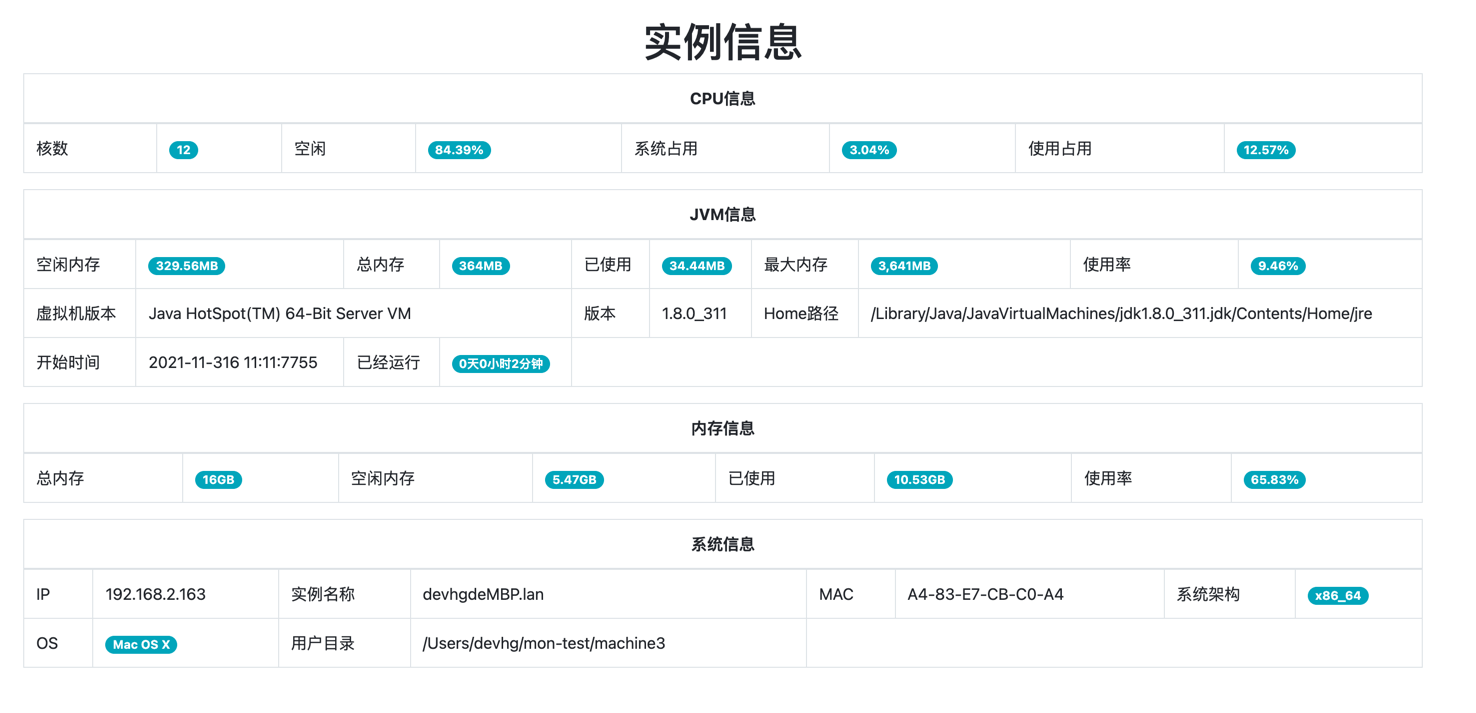 实例信息
CPU信息
核数 12 空闲 84.39% 系统占用 3.04% 使用占用 12.57%
JVM信息
空闲内存 329.56MB 总内存 364MB 已使用 34.44MB 最大内存 3,641MB 使用率 9.46%
虚拟机版本 Java HotSpot(TM) 64-Bit Server VM 版本 1.8.0_311 Home路径 /Library/Java/JavaVirtualMachines/jdk1.8.0_311.jdk/Contents/Home/jre
开始时间 2021-11-316 11:11:7755 已经运行 0天0小时2分钟
内存信息
总内存 16GB 空闲内存 5.47GB 已使用 10.53GB 使用率 65.83%
系统信息
IP 192.168.2.163 实例名称 devhgdeMBP.lan MAC A4-83-E7-CB-C0-A4 系统架构 x86_64
OS Mac OS X 用户目录 /Users/devhg/mon-test/machine3